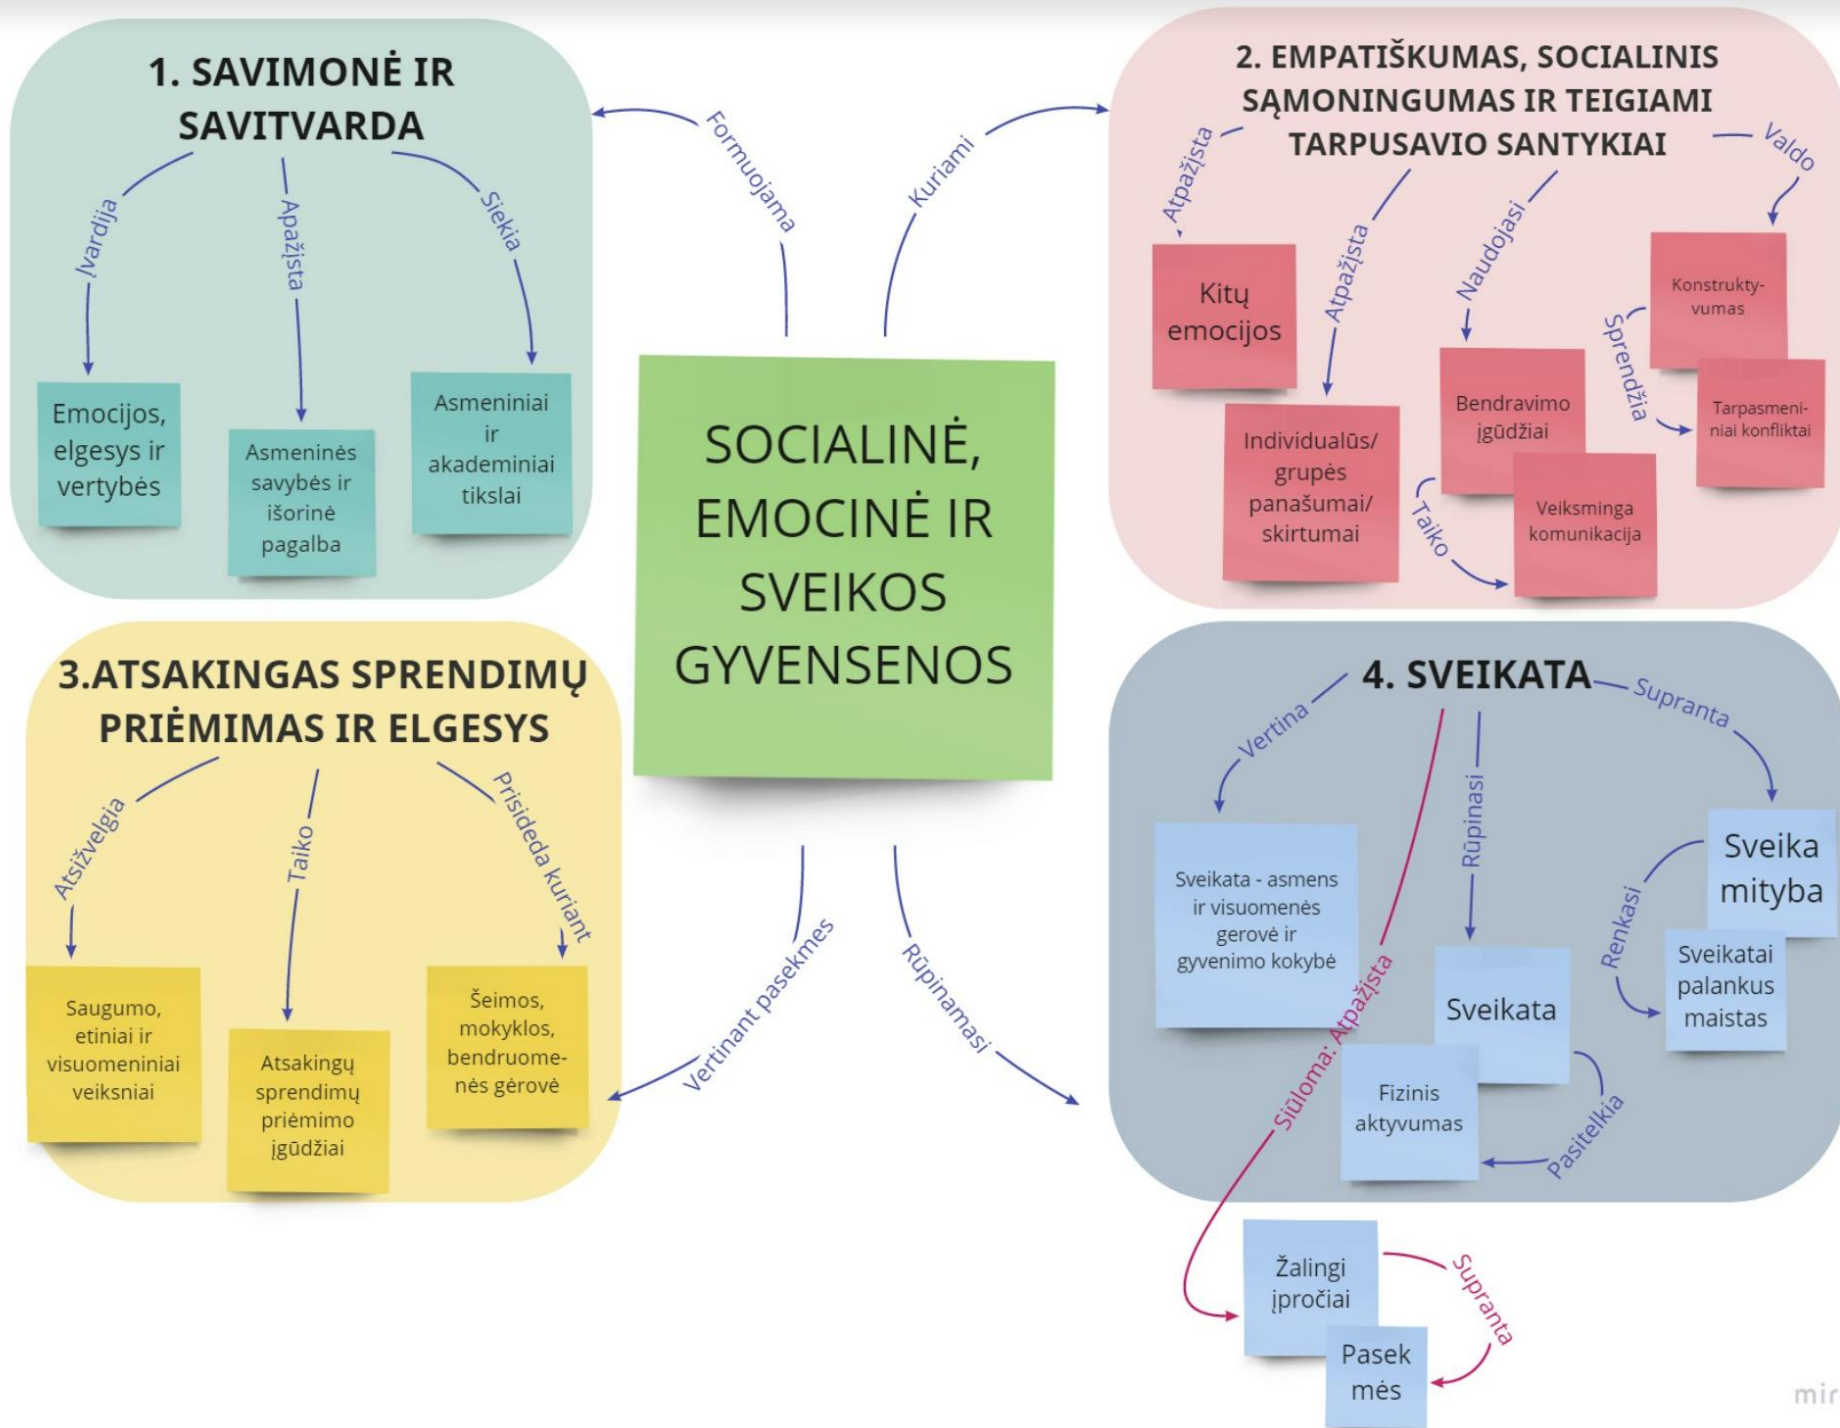 1. SAVIMONĖ IR
SAVITVARDA
Įvardija
Apažįsta
Siekia
Emocijos,
elgesys ir
vertybės
Asmeninės
savybės ir
išorinė
pagalba
Asmeniniai
ir
akademiniai
tikslai
Formuojama
Kuriami
2. EMPATIŠKUMAS, SOCIALINIS
SĄMONINGUMAS IR TEIGIAMI
TARPUSAVIO SANTYKIAI
Atpažįsta
Atpažįsta
Naudojasi
Valdo
Kitų
emocijos
Individualūs/
grupės
panašumai/
skirtumai
Bendravimo
įgūdžiai
Taiko
Veiksminga
komunikacija
Konstrukty-
vumas
Sprendžia
Tarpasmeni-
niai konfliktai
SOCIALINĖ,
EMOCINĖ IR
SVEIKOS
GYVENSENOS
3.ATSAKINGAS SPRENDIMŲ
PRIĖMIMAS IR ELGESYS
Atsižvelgia
Taiko
Prisideda kuriant
Saugumo,
etiniai ir
visuomeniniai
veiksniai
Atsakingų
sprendimų
priėmimo
įgūdžiai
Šeimos,
mokyklos,
bendruome-
nės gėrovė
Vertinant pasekmes
Rūpinamasi
4. SVEIKATA
Vertina
Siūloma: Atpažįsta
Rūpinasi
Supranta
Sveikata - asmens
ir visuomenės
gerovė ir
gyvenimo kokybė
Sveikata
Pasitelkia
Fizinis
aktyvumas
Sveika
mityba
Renkasi
Sveikatai
palankus
maistas
Žalingi
įpročiai
Supranta
Pasek
mės
mir